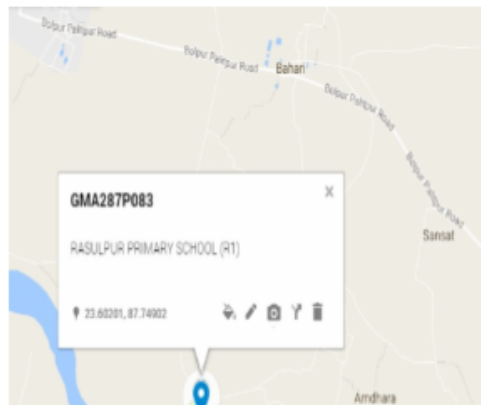 Bolpur Palitpur Road
Bolpur Palitpur Road
Bahari
Bolpur Palitpur Road
Bolpur Palitpur Road
GMA287P083
×
RASULPUR PRIMARY SCHOOL (R1)
Sansat
23.60201, 87.74902
Amdhara